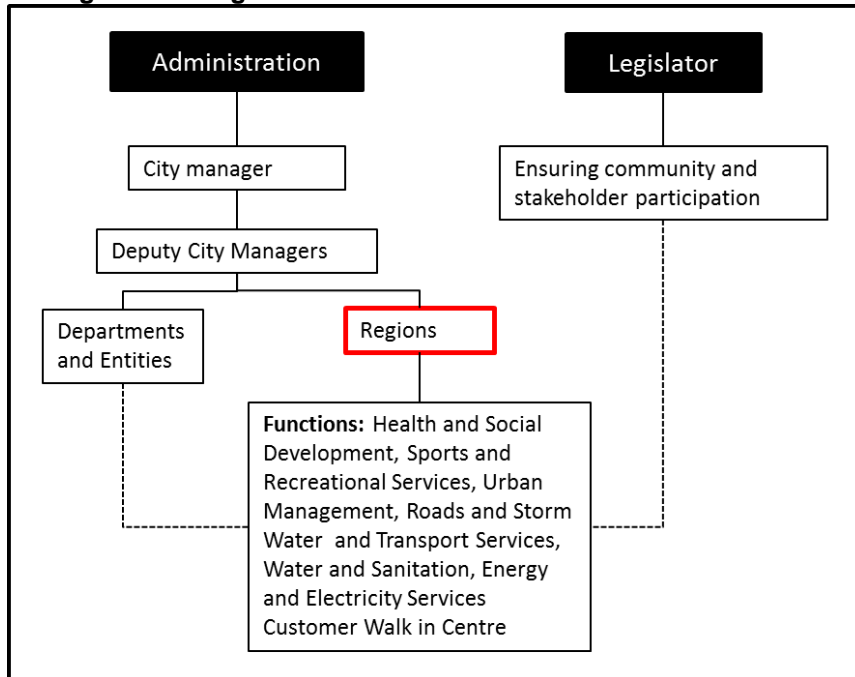 Administration
Legislator
City manager
Ensuring community and
stakeholder participation
Deputy City Managers
Departments
and Entities
Regions
Functions: Health and Social
Development, Sports and
Recreational Services, Urban
Management, Roads and Storm
Water and Transport Services,
Water and Sanitation, Energy
and Electricity Services
Customer Walk in Centre